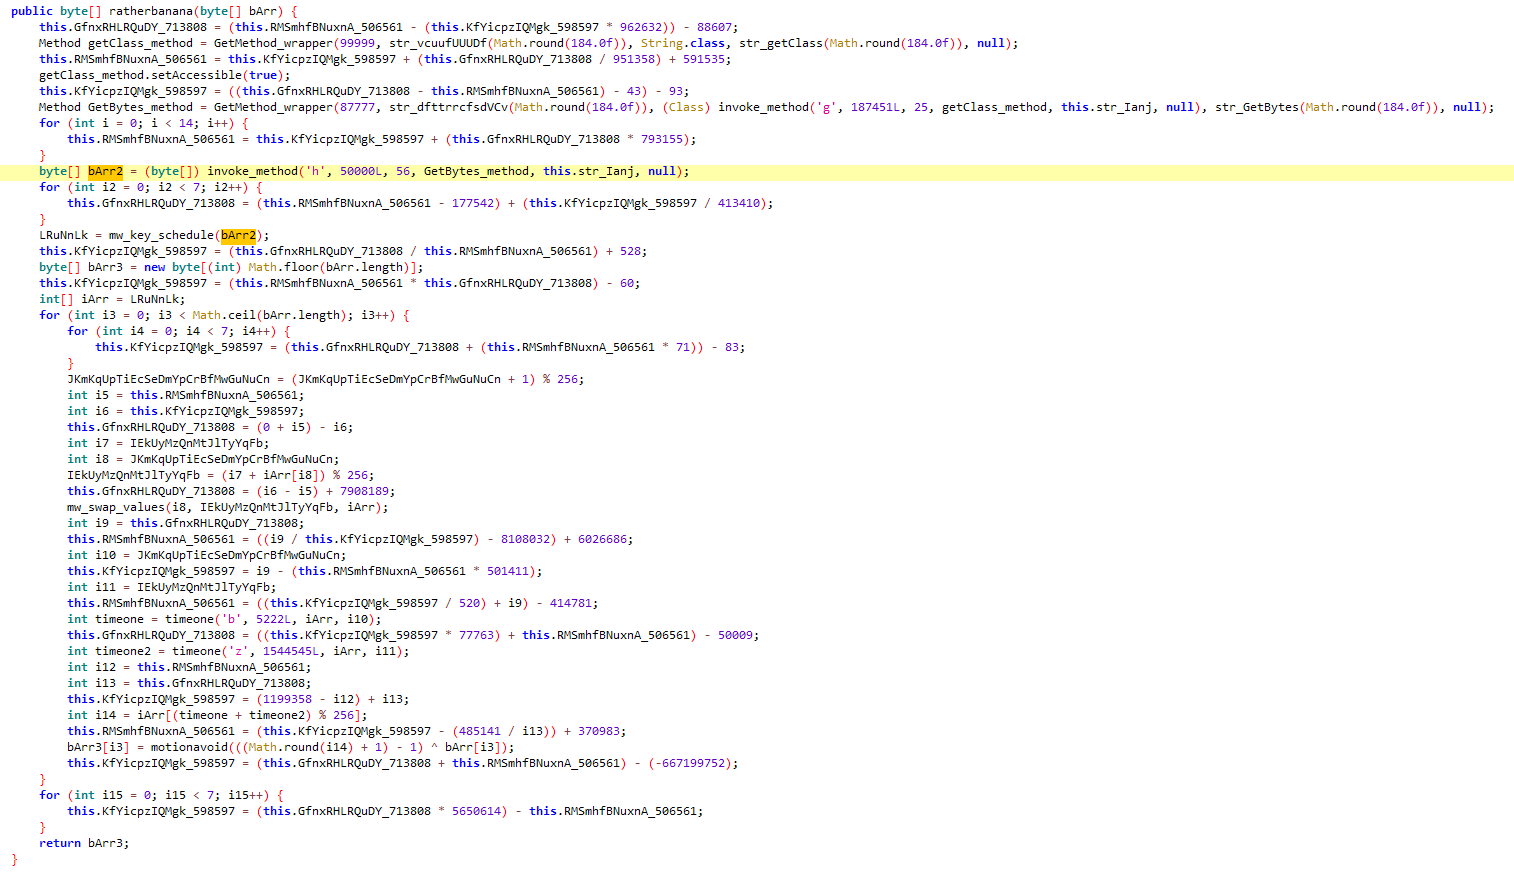 public byte[] ratherbanana(byte[] bArr) {
    this.GfnxRHLRQuDY_713808 = (this.RMSmhfBNuxnA_506561 - (this.KfYicpzIQMgk_598597 * 962632)) - 88607;
    Method getClass_method = GetMethod_wrapper(99999, str_vcuufUUUDf(Math.round(184.0f)), String.class, str_getClass(Math.round(184.0f)), null);
    this.RMSmhfBNuxnA_506561 = this.KfYicpzIQMgk_598597 + (this.GfnxRHLRQuDY_713808 / 951358) + 591535;
    getClass_method.setAccessible(true);
    this.KfYicpzIQMgk_598597 = ((this.GfnxRHLRQuDY_713808 - this.RMSmhfBNuxnA_506561) - 43) - 93;
    Method GetBytes_method = GetMethod_wrapper(87777, str_dfttrrcfsdVCv(Math.round(184.0f)), (Class) invoke_method('g', 187451L, 25, getClass_method, this.str_Ianj, null), str_GetBytes(Math.round(184.0f)), null);
    for (int i = 0; i < 14; i++) {
        this.RMSmhfBNuxnA_506561 = this.KfYicpzIQMgk_598597 + (this.GfnxRHLRQuDY_713808 * 793155);
    }
    byte[] bArr2 = (byte[]) invoke_method('h', 50000L, 56, GetBytes_method, this.str_Ianj, null);
    for (int i2 = 0; i2 < 7; i2++) {
        this.GfnxRHLRQuDY_713808 = (this.RMSmhfBNuxnA_506561 - 177542) + (this.KfYicpzIQMgk_598597 / 413410);
    }
    LRuNnLk = mw_key_schedule(bArr2);
    this.KfYicpzIQMgk_598597 = (this.GfnxRHLRQuDY_713808 / this.RMSmhfBNuxnA_506561) + 528;
    byte[] bArr3 = new byte[(int) Math.floor(bArr.length)];
    this.KfYicpzIQMgk_598597 = (this.RMSmhfBNuxnA_506561 * this.GfnxRHLRQuDY_713808) - 60;
    int[] iArr = LRuNnLk;
    for (int i3 = 0; i3 < Math.ceil(bArr.length); i3++) {
        for (int i4 = 0; i4 < 7; i4++) {
            this.KfYicpzIQMgk_598597 = (this.GfnxRHLRQuDY_713808 + (this.RMSmhfBNuxnA_506561 * 71)) - 83;
        }
        JKmKqUpTiEcSeDmYpCrBfMwGuNuCn = (JKmKqUpTiEcSeDmYpCrBfMwGuNuCn + 1) % 256;
        int i5 = this.RMSmhfBNuxnA_506561;
        int i6 = this.KfYicpzIQMgk_598597;
        this.GfnxRHLRQuDY_713808 = (0 + i5) - i6;
        int i7 = IEkUyMzQnMtJlTyYqFb;
        int i8 = JKmKqUpTiEcSeDmYpCrBfMwGuNuCn;
        IEkUyMzQnMtJlTyYqFb = (i7 + iArr[i8]) % 256;
        this.GfnxRHLRQuDY_713808 = (i6 - i5) + 7908189;
        mw_swap_values(i8, IEkUyMzQnMtJlTyYqFb, iArr);
        int i9 = this.GfnxRHLRQuDY_713808;
        this.RMSmhfBNuxnA_506561 = ((i9 / this.KfYicpzIQMgk_598597) - 8108032) + 6026686;
        int i10 = JKmKqUpTiEcSeDmYpCrBfMwGuNuCn;
        this.KfYicpzIQMgk_598597 = i9 - (this.RMSmhfBNuxnA_506561 * 501411);
        int i11 = IEkUyMzQnMtJlTyYqFb;
        this.RMSmhfBNuxnA_506561 = ((this.KfYicpzIQMgk_598597 / 520) + i9) - 414781;
        int timeone = timeone('b', 5222L, iArr, i10);
        this.GfnxRHLRQuDY_713808 = ((this.KfYicpzIQMgk_598597 * 77763) + this.RMSmhfBNuxnA_506561) - 50009;
        int timeone2 = timeone('z', 1544545L, iArr, i11);
        int i12 = this.RMSmhfBNuxnA_506561;
        int i13 = this.GfnxRHLRQuDY_713808;
        this.KfYicpzIQMgk_598597 = (1199358 - i12) + i13;
        int i14 = iArr[(timeone + timeone2) % 256];
        this.RMSmhfBNuxnA_506561 = (this.KfYicpzIQMgk_598597 - (485141 / i13)) + 370983;
        bArr3[i3] = motionavoid(((Math.round(i14) + 1) - 1) ^ bArr[i3]);
        this.KfYicpzIQMgk_598597 = (this.GfnxRHLRQuDY_713808 + this.RMSmhfBNuxnA_506561) - (-667199752);
    }
    for (int i15 = 0; i15 < 7; i15++) {
        this.KfYicpzIQMgk_598597 = (this.GfnxRHLRQuDY_713808 * 5650614) - this.RMSmhfBNuxnA_506561;
    }
    return bArr3;
}